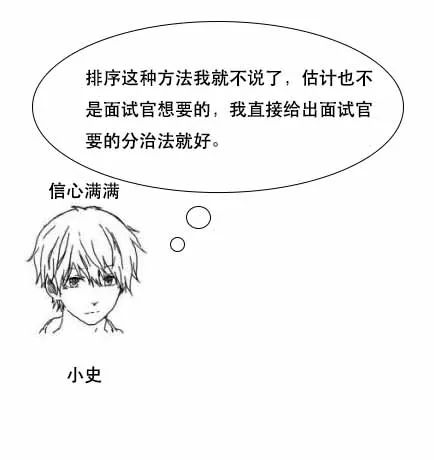 排序这种方法我就不说了，估计也不
是面试官想要的，我直接给出面试官
要的分治法就好。
信心满满
小史